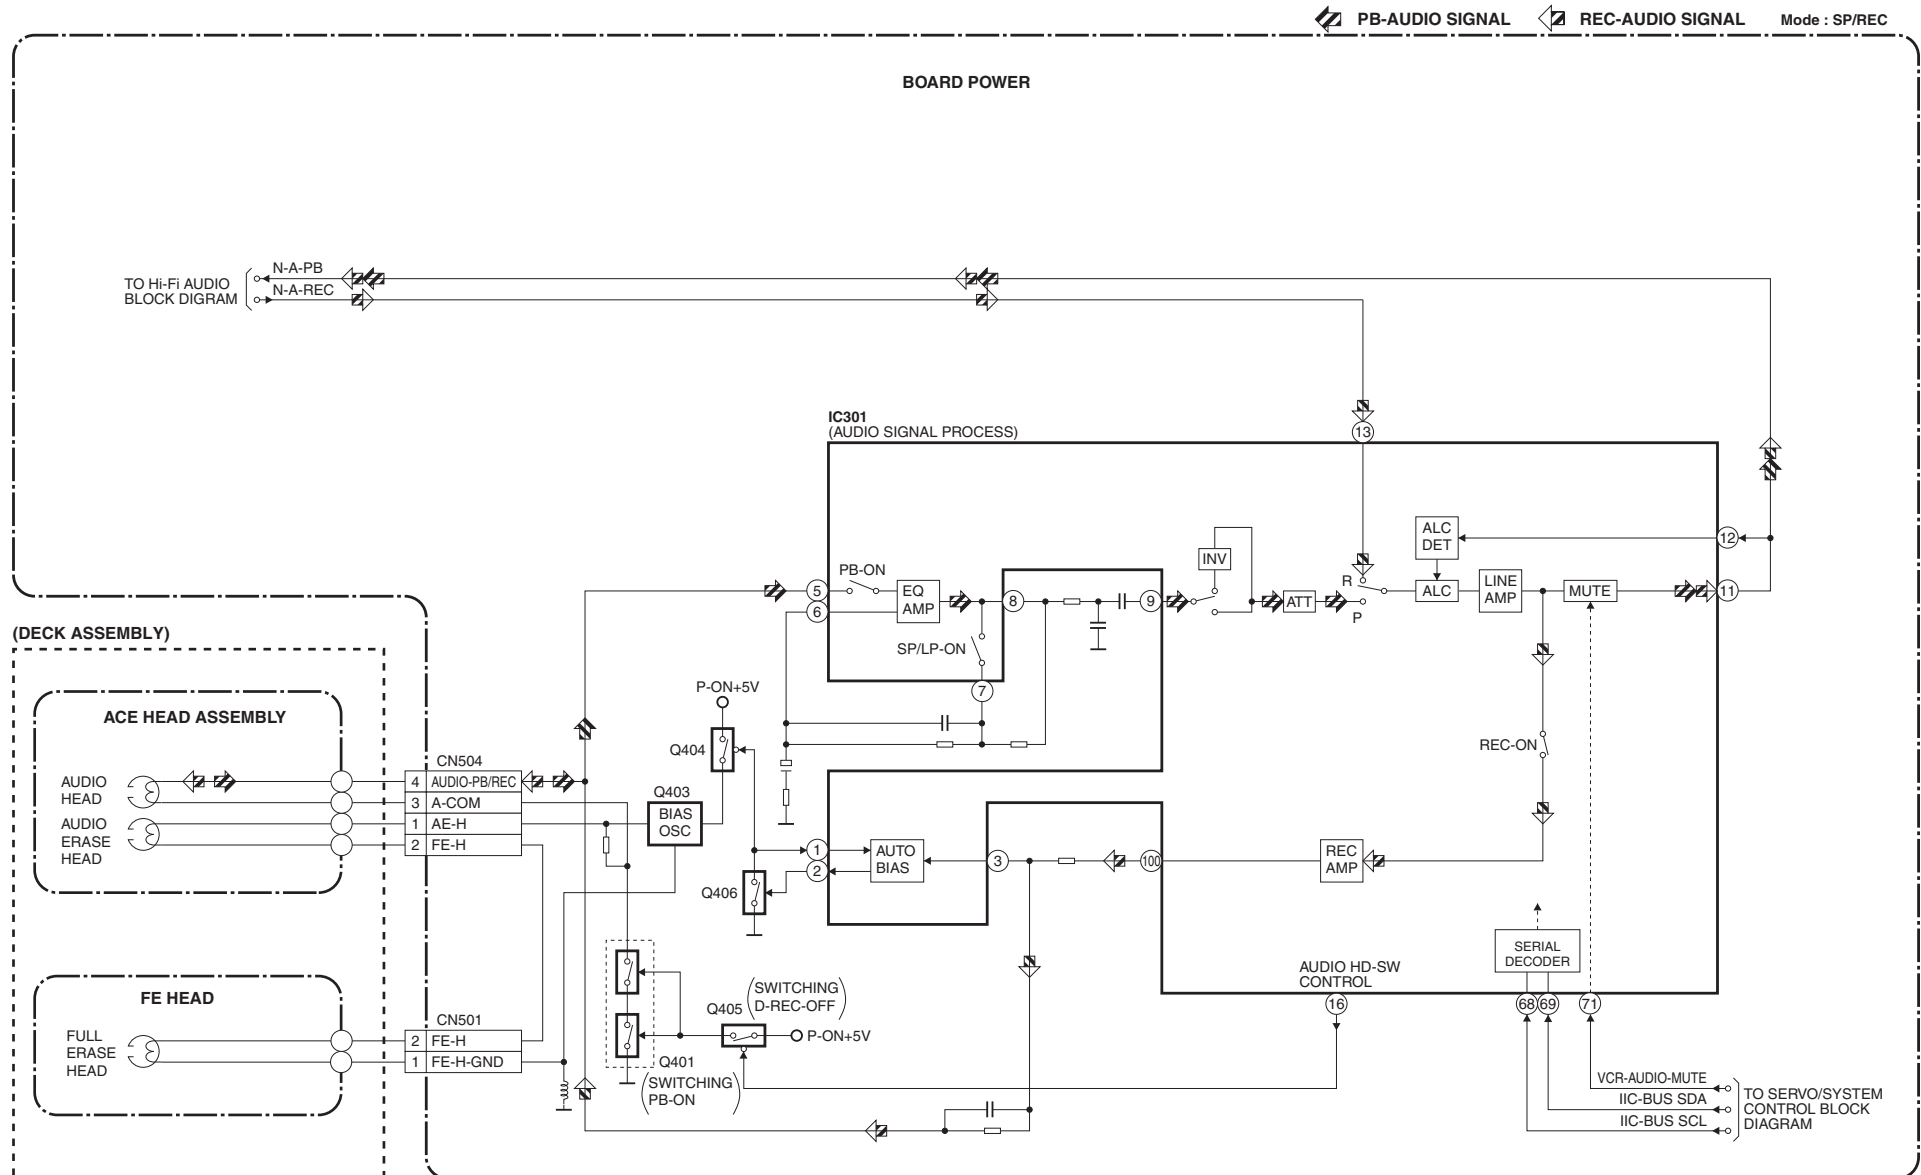 PB-AUDIO SIGNAL REC-AUDIO SIGNAL Mode : SP/REC
BOARD POWER
TO Hi-Fi AUDIO
BLOCK DIGRAM
N-A-PB
N-A-REC
IC301
(AUDIO SIGNAL PROCESS)
13
ALC
DET
12
INV
PB-ON
5
6
EQ
AMP
8
9
ATT
R
P
ALC
LINE
AMP
MUTE
11
SP/LP-ON
7
(DECK ASSEMBLY)
ACE HEAD ASSEMBLY
P-ON+5V
Q404
REC-ON
AUDIO
HEAD
AUDIO
ERASE
HEAD
CN504
4 AUDIO-PB/REC
3 A-COM
1 AE-H
2 FE-H
Q403
BIAS
OSC
1
2
AUTO
BIAS
3
100
REC
AMP
Q406
SERIAL
DECODER
AUDIO HD-SW
CONTROL
16
68
69
71
FE HEAD
FULL
ERASE
HEAD
CN501
2 FE-H
1 FE-H-GND
Q405
(SWITCHING
D-REC-OFF)
P-ON+5V
Q401
(SWITCHING
PB-ON)
VCR-AUDIO-MUTE
IIC-BUS SDA
IIC-BUS SCL
TO SERVO/SYSTEM
CONTROL BLOCK
DIAGRAM